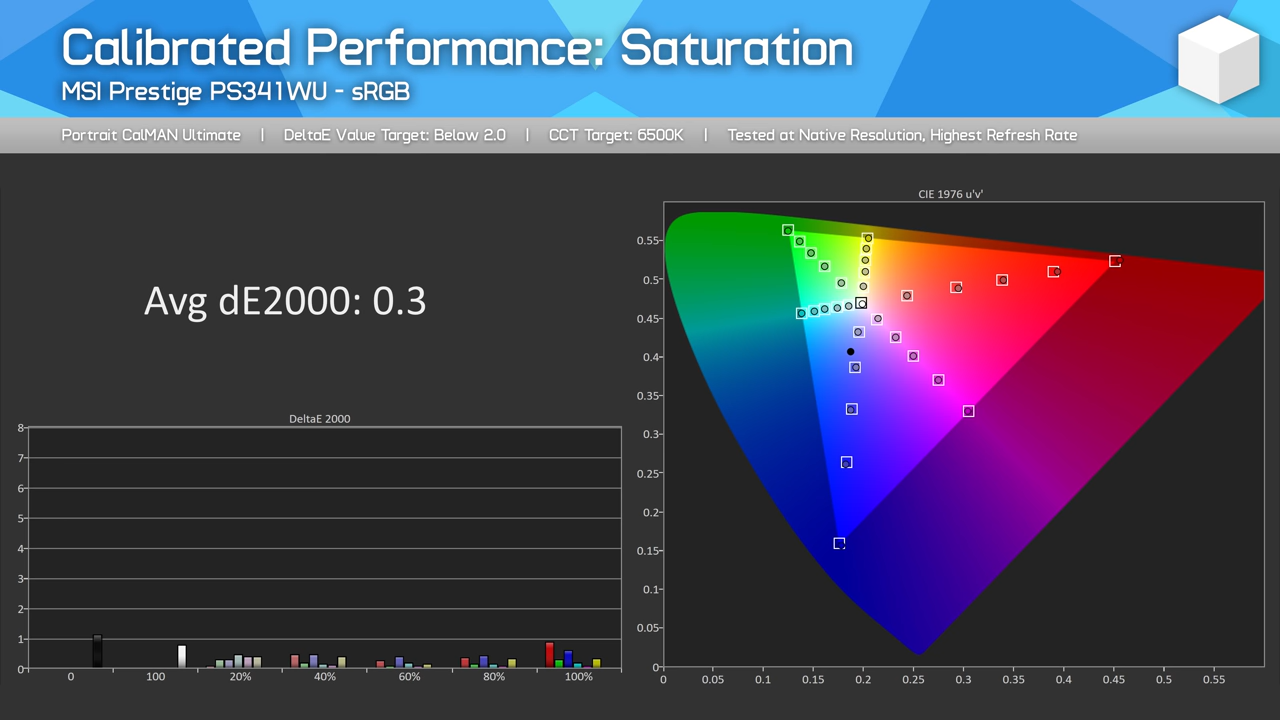 Calibrated Performance: Saturation
MSI Prestige PS341WU - sRGB
Portrait CalMAN Ultimate | DeltaE Value Target: Below 2.0 | CCT Target: 6500K | Tested at Native Resolution, Highest Refresh Rate
Avg dE2000: 0.3
DeltaE 2000
8
7
6
5
4
3
2
1
0
0 100 20% 40% 60% 80% 100%
CIE 1976 u'v'
0.55
0.5
0.45
0.4
0.35
0.3
0.25
0.2
0.15
0.1
0.05
0
0 0.05 0.1 0.15 0.2 0.25 0.3 0.35 0.4 0.45 0.5 0.55